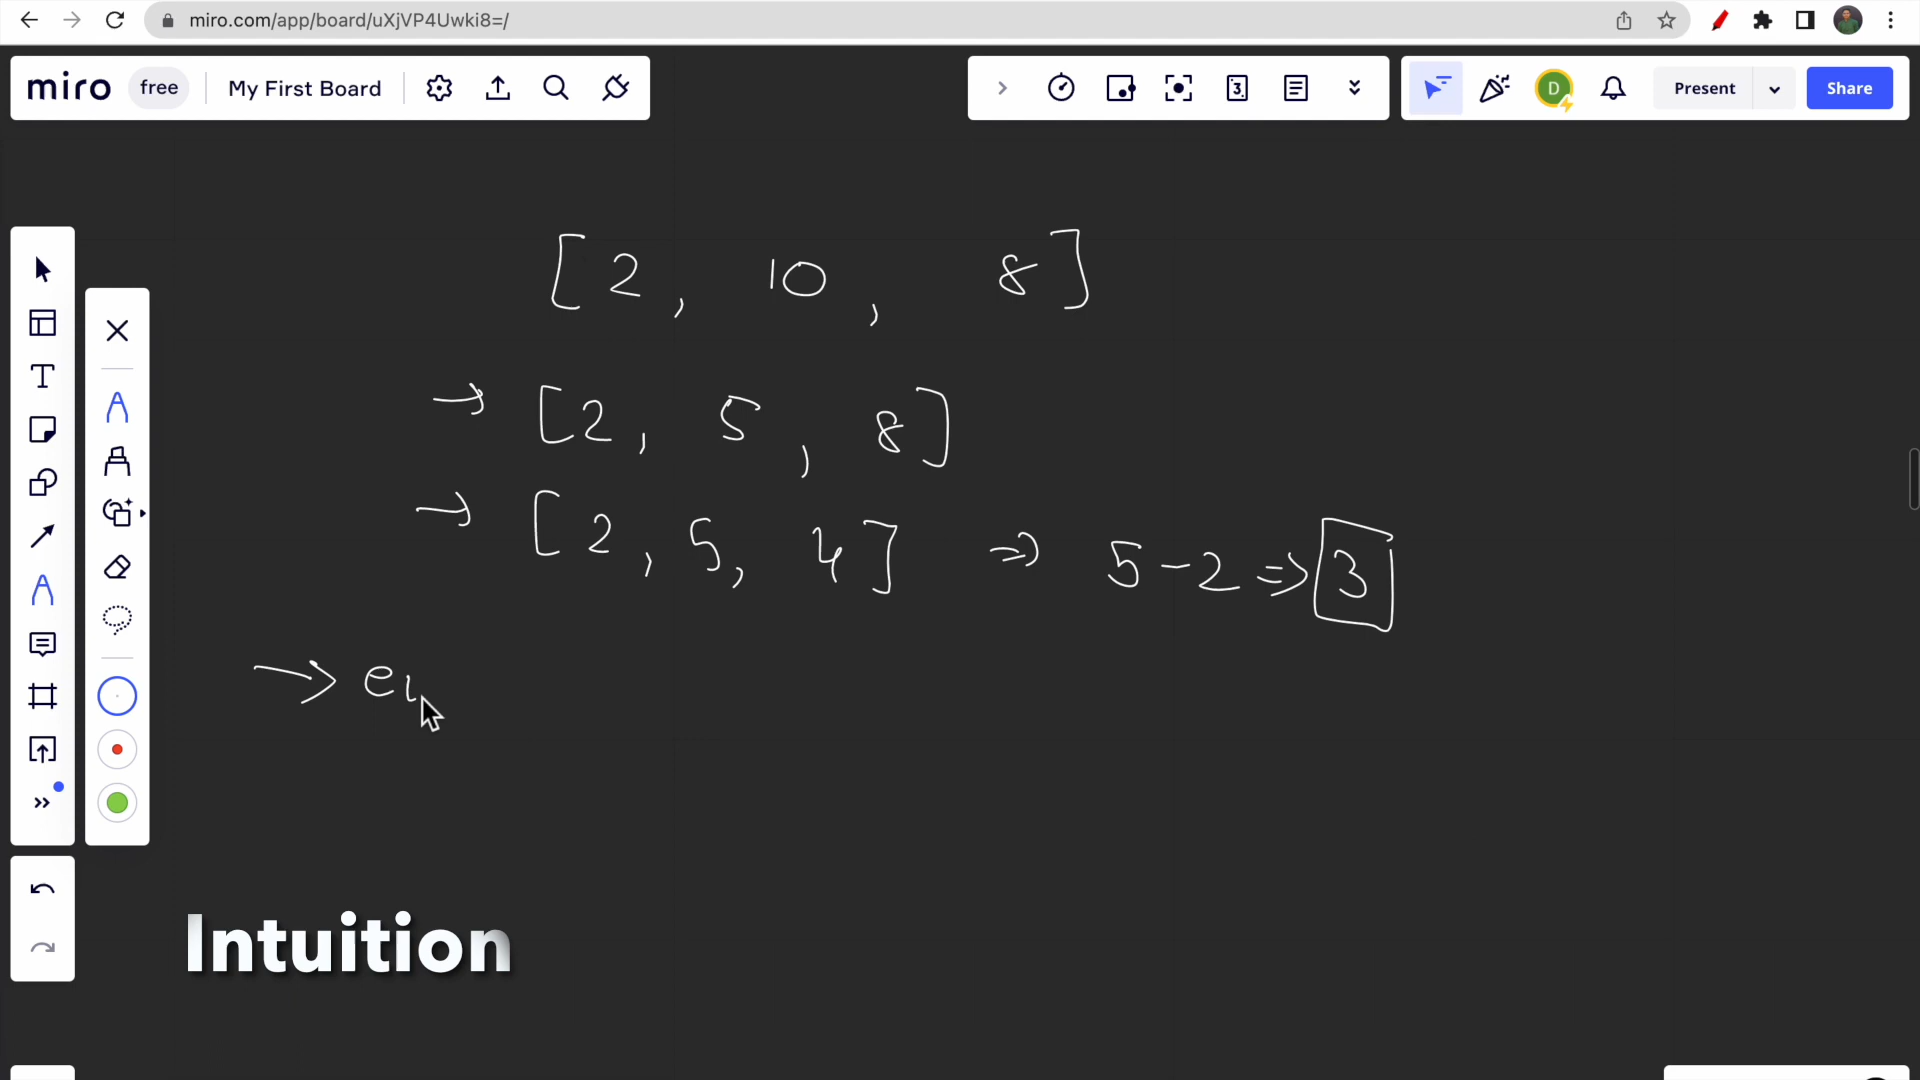 miro.com/app/board/uXjVP4Uwki8=/
miro free My First Board
3
D
Present
Share
[2, 10, 8]
→ [2, 5, 8]
→ [2, 5, 4] => 5-2 => 3
T
→
Intuition